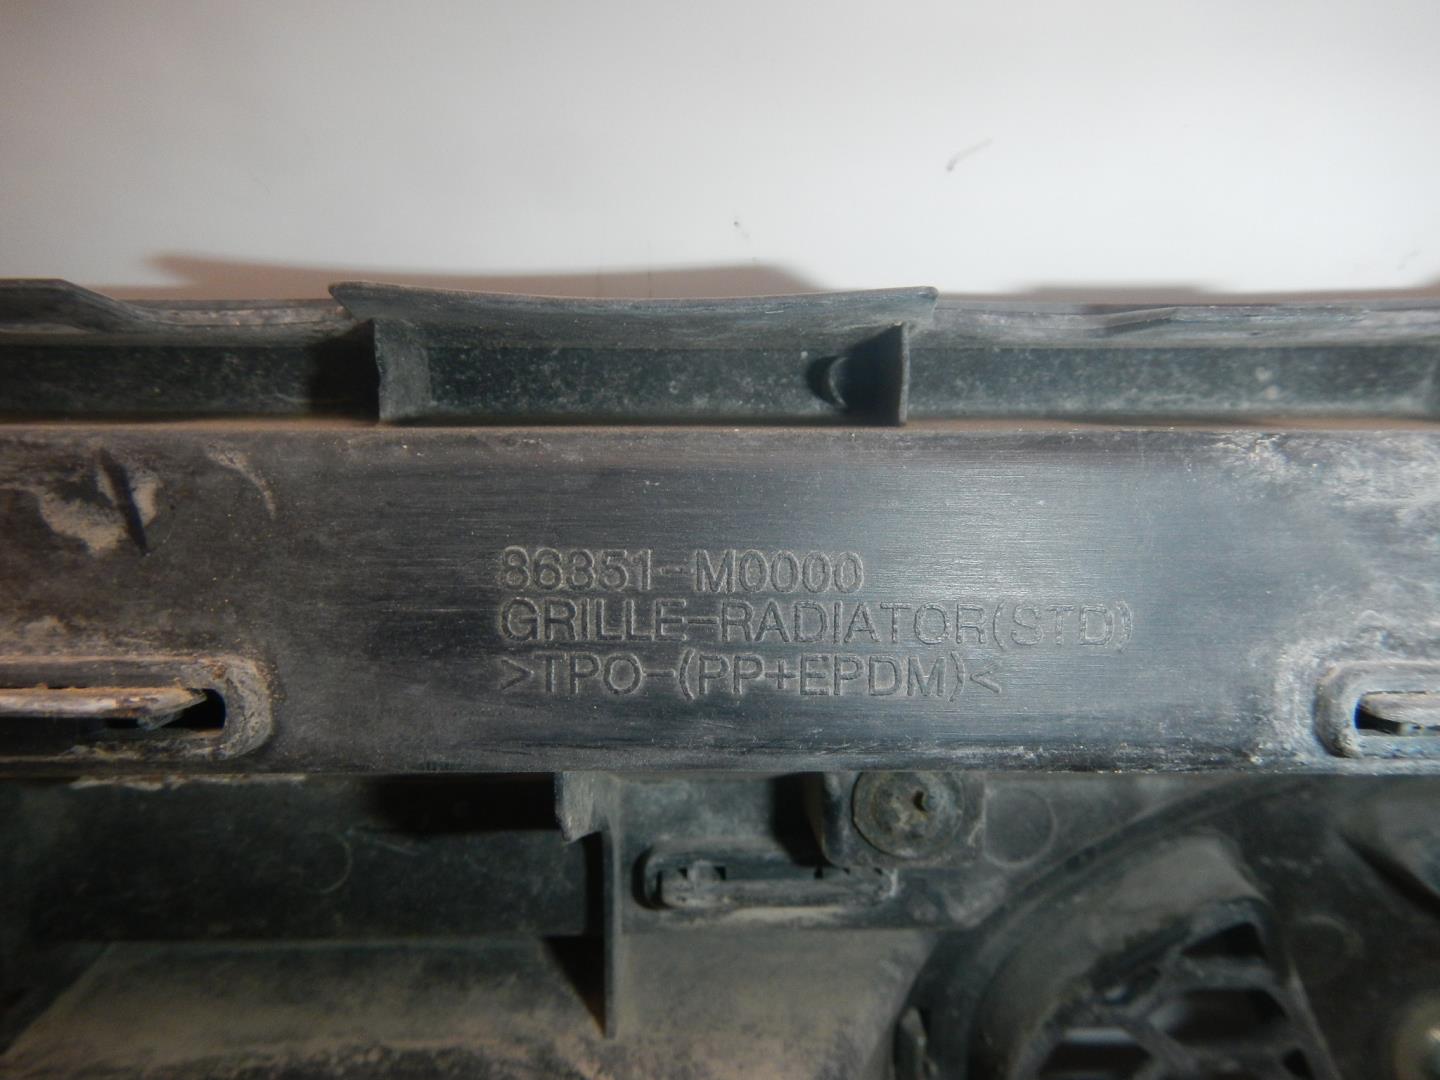 86351-M0000
GRILLE-RADIATOR(STD)
>TPO-(PP+EPDM)<